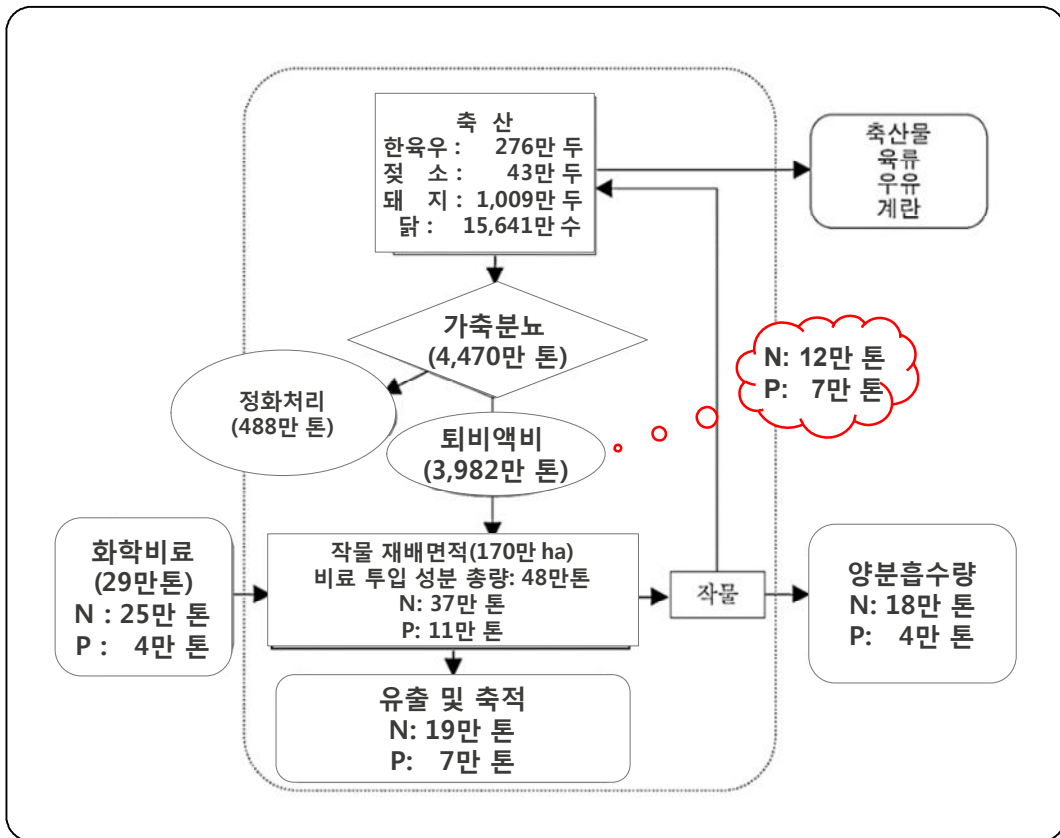 축 산
한육우 : 276만 두
젖 소 : 43만 두
돼 지 : 1,009만 두
닭 : 15,641만 수
축산물
육류
우유
계란
가축분뇨
(4,470만 톤)
N: 12만 톤
P: 7만 톤
정화처리
(488만 톤)
퇴비액비
(3,982만 톤)
화학비료
(29만톤)
N : 25만 톤
P : 4만 톤
작물 재배면적(170만 ha)
비료 투입 성분 총량: 48만톤
N: 37만 톤
P: 11만 톤
작물
양분흡수량
N: 18만 톤
P: 4만 톤
유출 및 축적
N: 19만 톤
P: 7만 톤